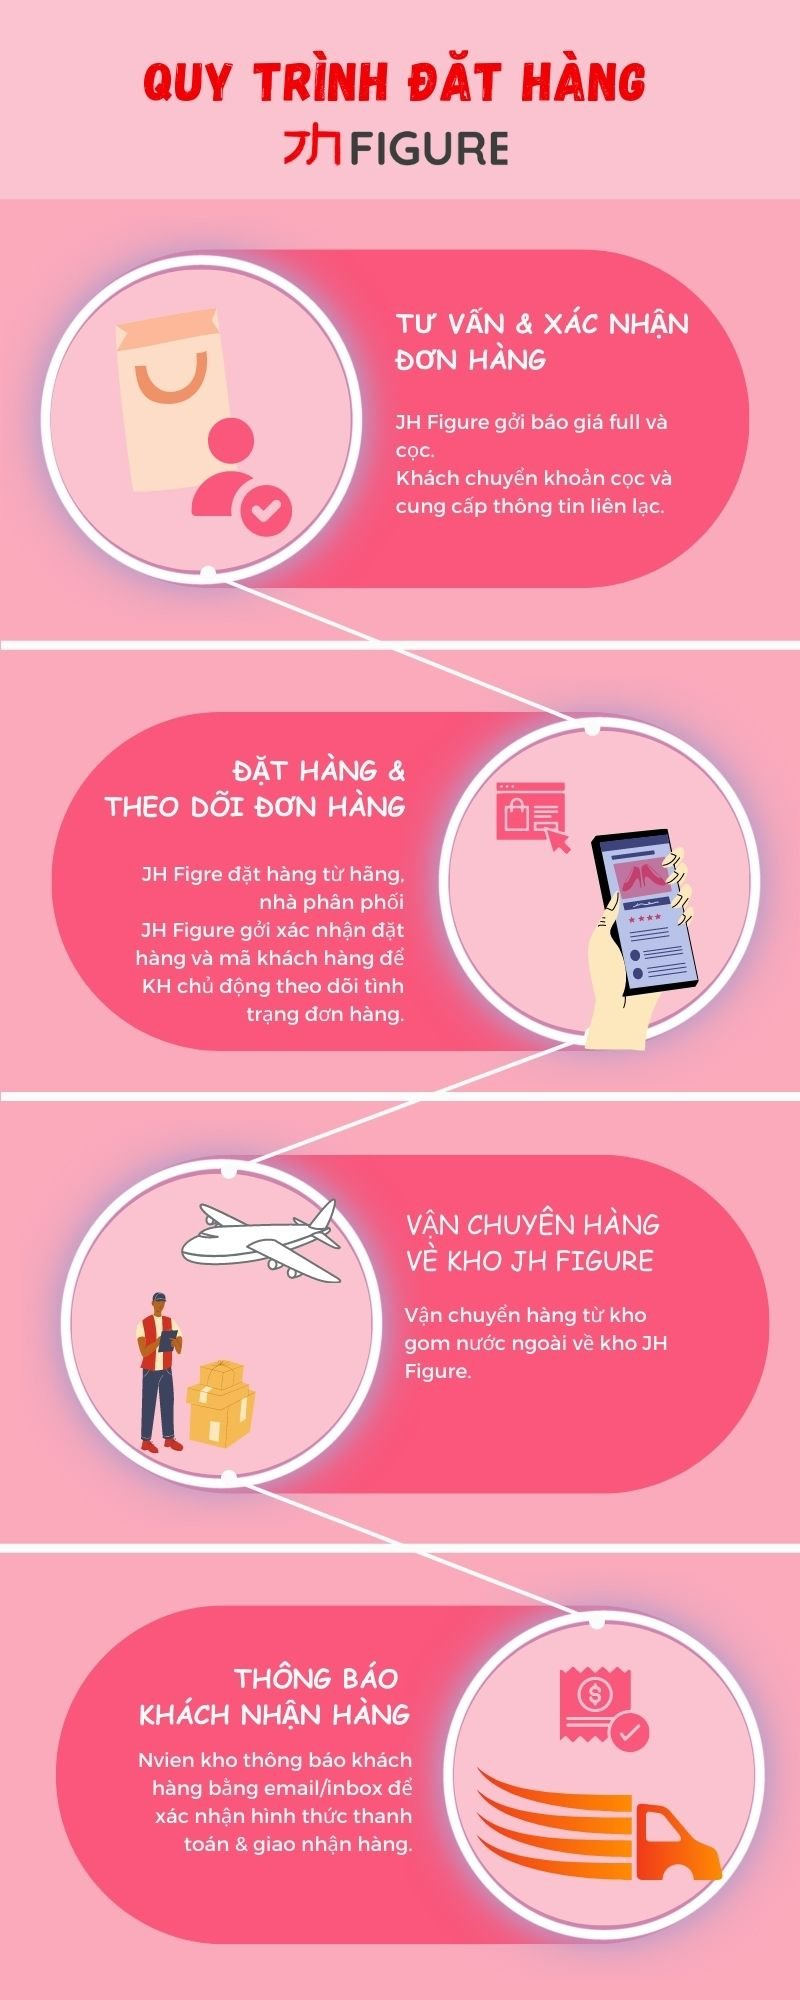 QUY TRÌNH ĐĂT HÀNG
JH FIGURE
TƯ VẤN & XÁC NHẬN
ĐƠN HÀNG
JH Figure gởi báo giá full và
cọc.
Khách chuyển khoản cọc và
cung cấp thông tin liên lạc.
ĐẶT HÀNG &
THEO DÕI ĐƠN HÀNG
JH Figre đặt hàng từ hãng,
nhà phân phối
JH Figure gởi xác nhận đặt
hàng và mã khách hàng để
KH chủ động theo dõi tình
trạng đơn hàng.
VẬN CHUYÊN HÀNG
VÈ KHO JH FIGURE
Vận chuyển hàng từ kho
gom nước ngoài về kho JH
Figure.
THÔNG BÁO
KHÁCH NHẬN HÀNG
Nvien kho thông báo khách
hàng bằng email/inbox để
xác nhận hình thức thanh
toán & giao nhận hàng.